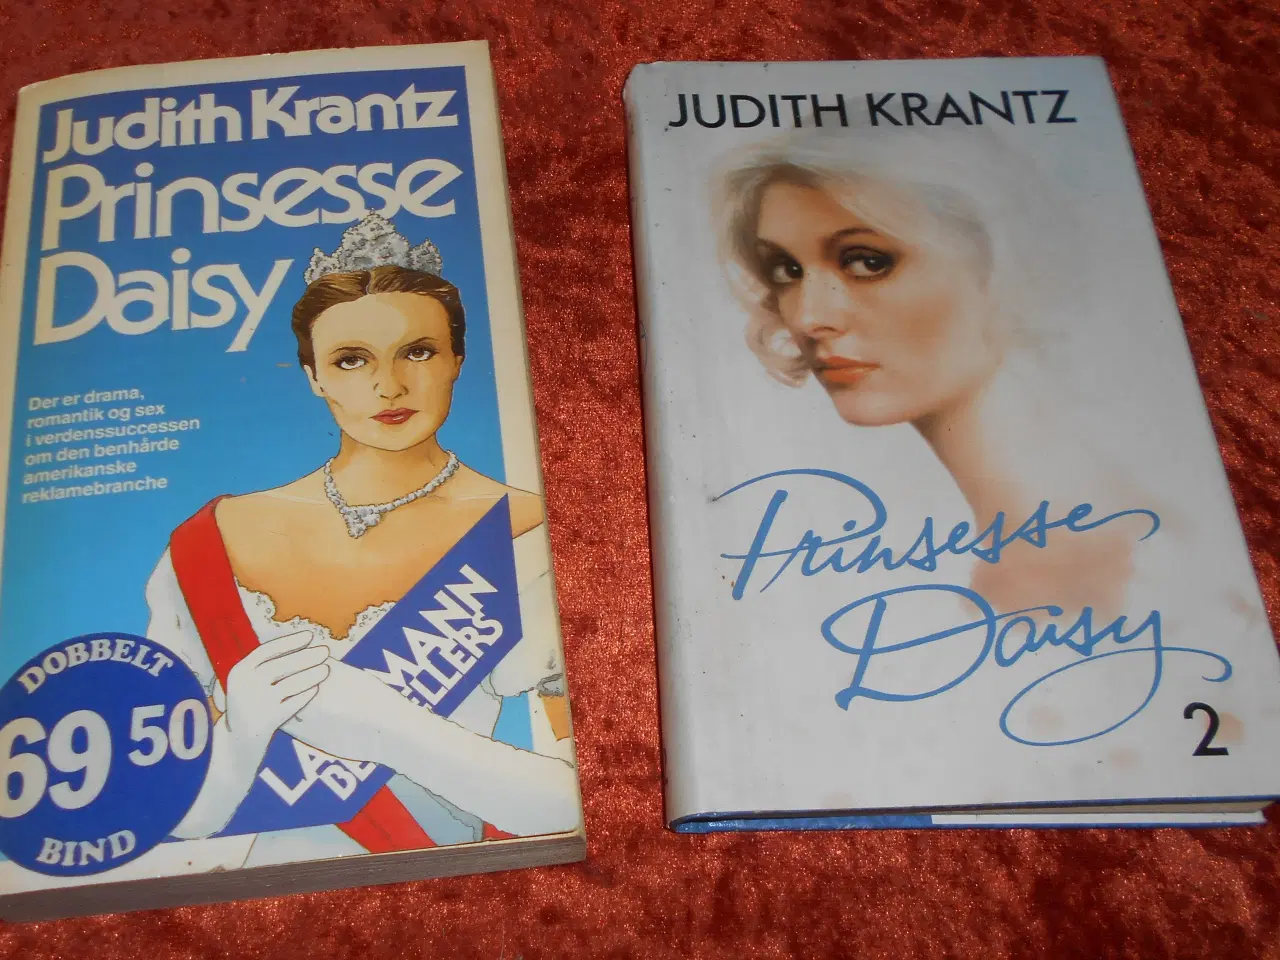 Judith Krantz
Prinsesse
Daisy
Der er drama,
romantik og sex
i verdenssuccessen
om den benhårde
amerikanske
reklamebranche
DOBBELT
69 50
BIND
JUDITH KRANTZ
Prinsesse
Daisy
2